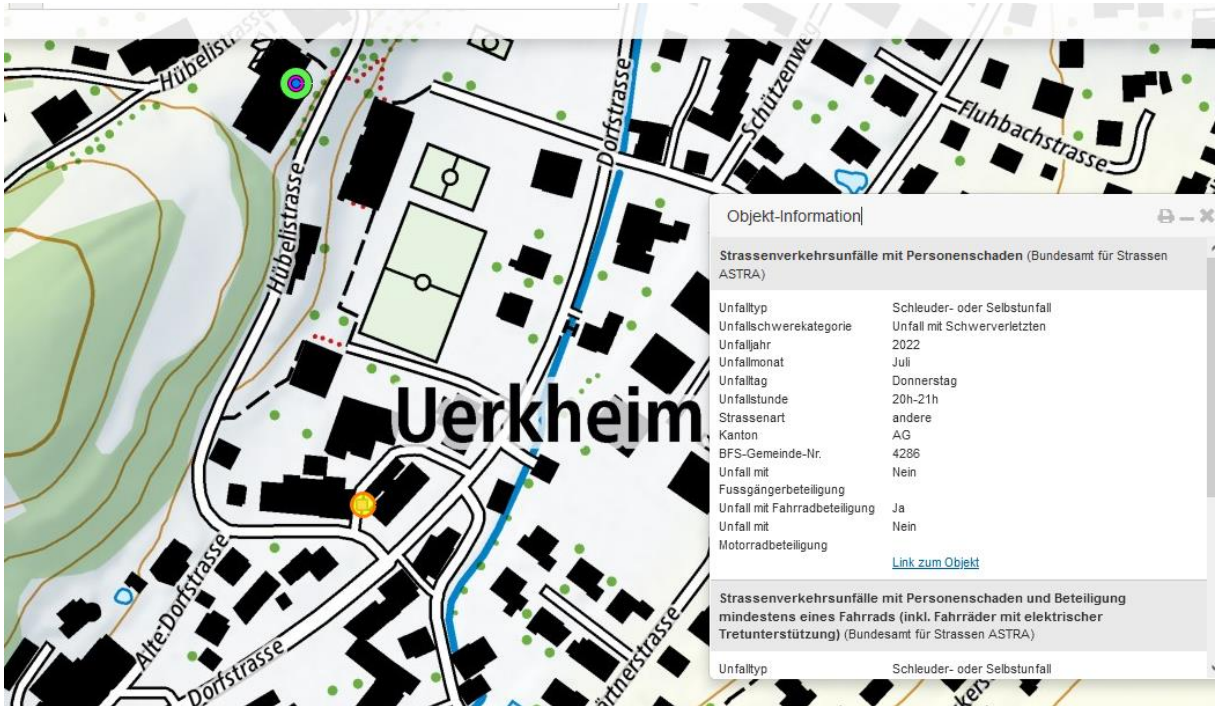 Hübelistrasse
Dorfstrasse
Schützenweg
Fluhbachstrasse
Hübelistrasse
Uerkheim
Alte Dorfstrasse
Dorfstrasse
ärtnerstrasse
Objekt-Information
Strassenverkehrsunfälle mit Personenschaden (Bundesamt für Strassen
ASTRA)
Unfalltyp Schleuder- oder Selbstunfall
Unfallschwerekategorie Unfall mit Schwerverletzten
Unfalljahr 2022
Unfallmonat Juli
Unfalltag Donnerstag
Unfallstunde 20h-21h
Strassenart andere
Kanton AG
BFS-Gemeinde-Nr. 4286
Unfall mit Nein
Fussgängerbeteiligung
Unfall mit Fahrradbeteiligung Ja
Unfall mit Nein
Motorradbeteiligung
Link zum Objekt
Strassenverkehrsunfälle mit Personenschaden und Beteiligung
mindestens eines Fahrrads (inkl. Fahrräder mit elektrischer
Tretunterstützung) (Bundesamt für Strassen ASTRA)
Unfalltyp Schleuder- oder Selbstunfall